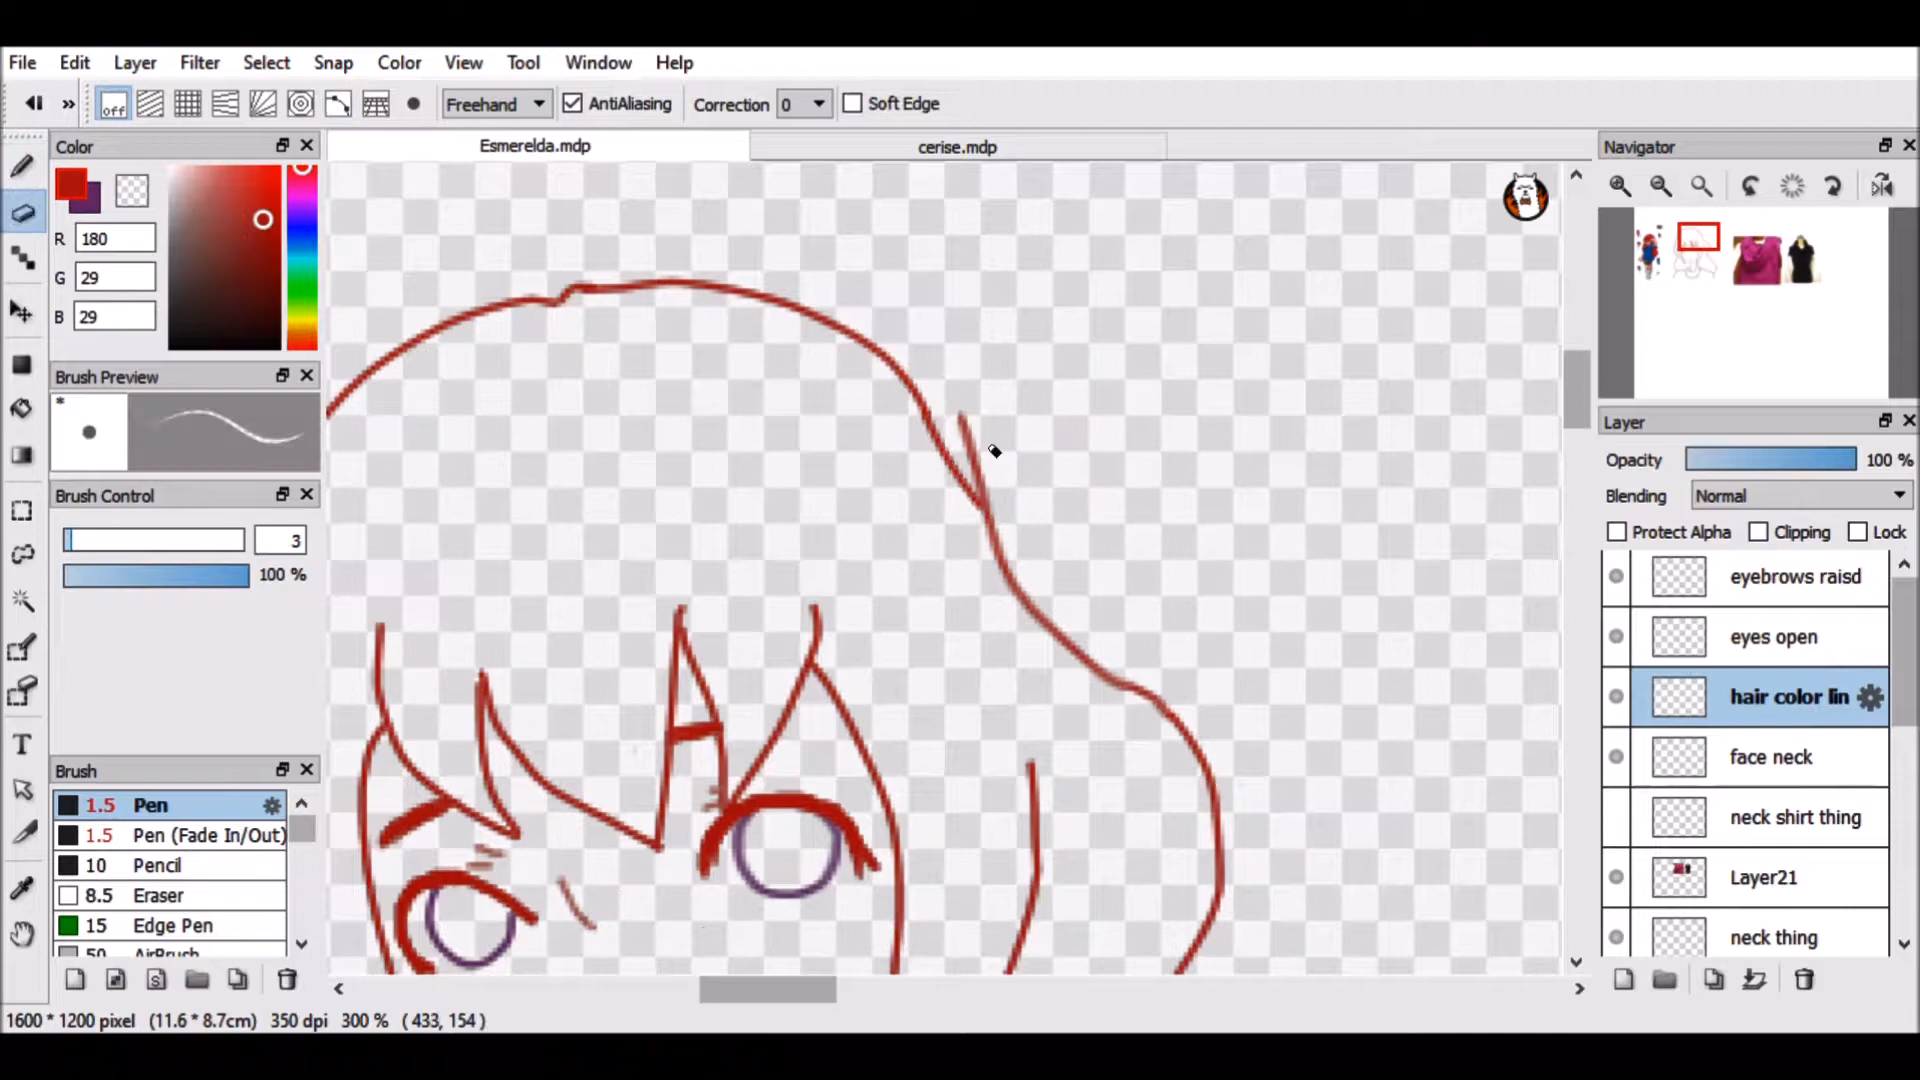 File Edit Layer Filter Select Snap Color View Tool Window Help
off Freehand AntiAliasing Correction 0 Soft Edge
Color
R 180
G 29
B 29
Brush Preview
*
Brush Control
3
100 %
Brush
1.5 Pen
1.5 Pen (Fade In/Out)
10 Pencil
8.5 Eraser
15 Edge Pen
50 AirBrush
Esmerelda.mdp cerise.mdp
Navigator
Layer
Opacity 100 %
Blending Normal
Protect Alpha Clipping Lock
eyebrows raisd
eyes open
hair color lin
face neck
neck shirt thing
Layer21
neck thing
T
1600 * 1200 pixel (11.6 * 8.7cm) 350 dpi 300 % ( 433, 154 )